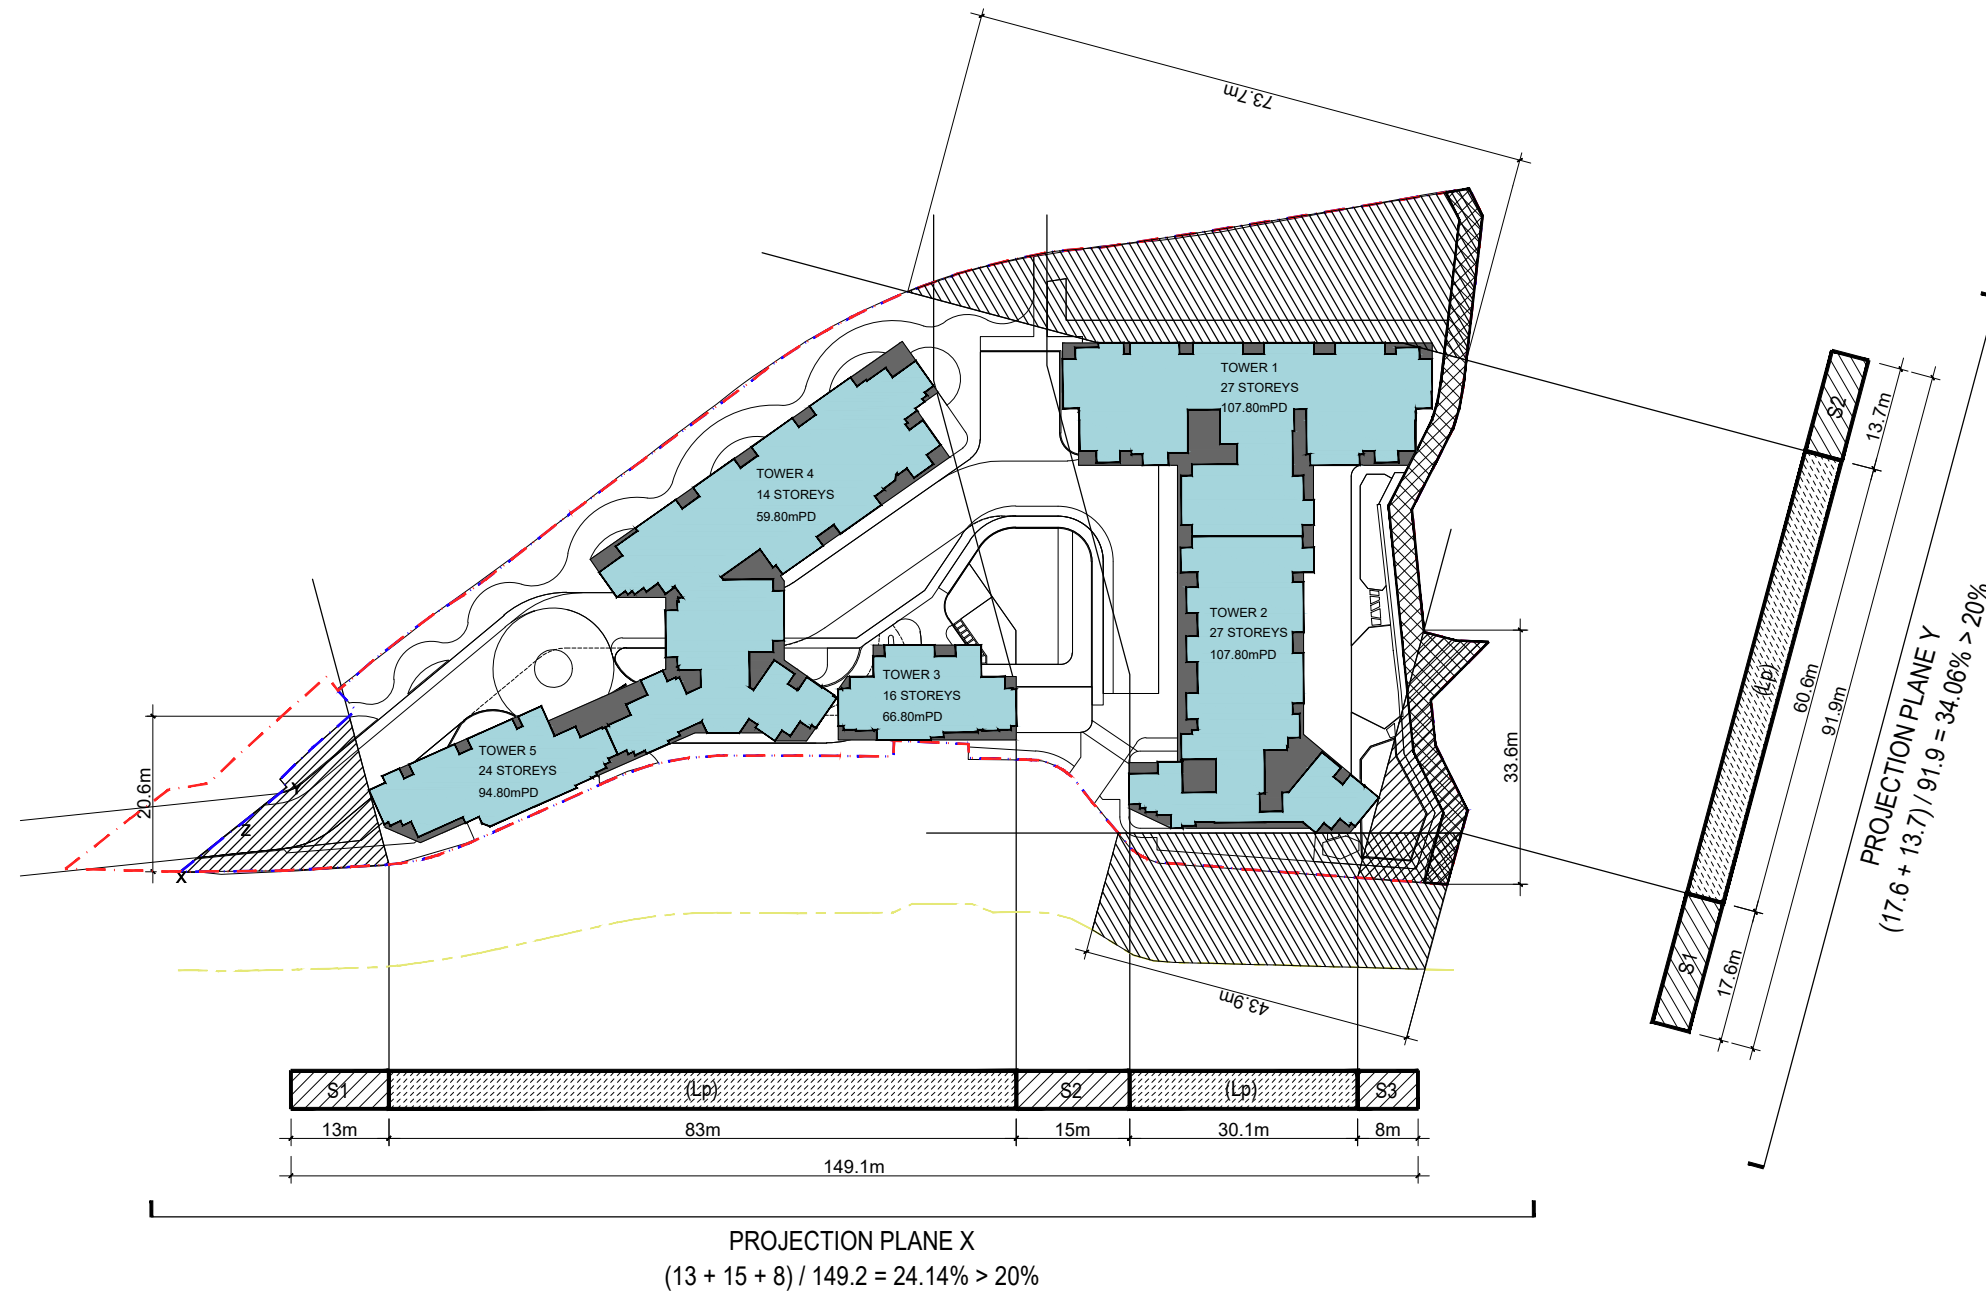 73.7m
TOWER 1
27 STOREYS
107.80mPD
TOWER 4
14 STOREYS
59.80mPD
TOWER 2
27 STOREYS
107.80mPD
TOWER 3
16 STOREYS
66.80mPD
TOWER 5
24 STOREYS
94.80mPD
20.6m
Y
Z
X
33.6m
43.9m
S2
13.7m
(Lp)
60.6m
91.9m
S1
17.6m
PROJECTION PLANE Y
(17.6 + 13.7) / 91.9 = 34.06% > 20%
S1
(Lp)
S2
(Lp)
S3
13m
83m
15m
30.1m
8m
149.1m
PROJECTION PLANE X
(13 + 15 + 8) / 149.2 = 24.14% > 20%